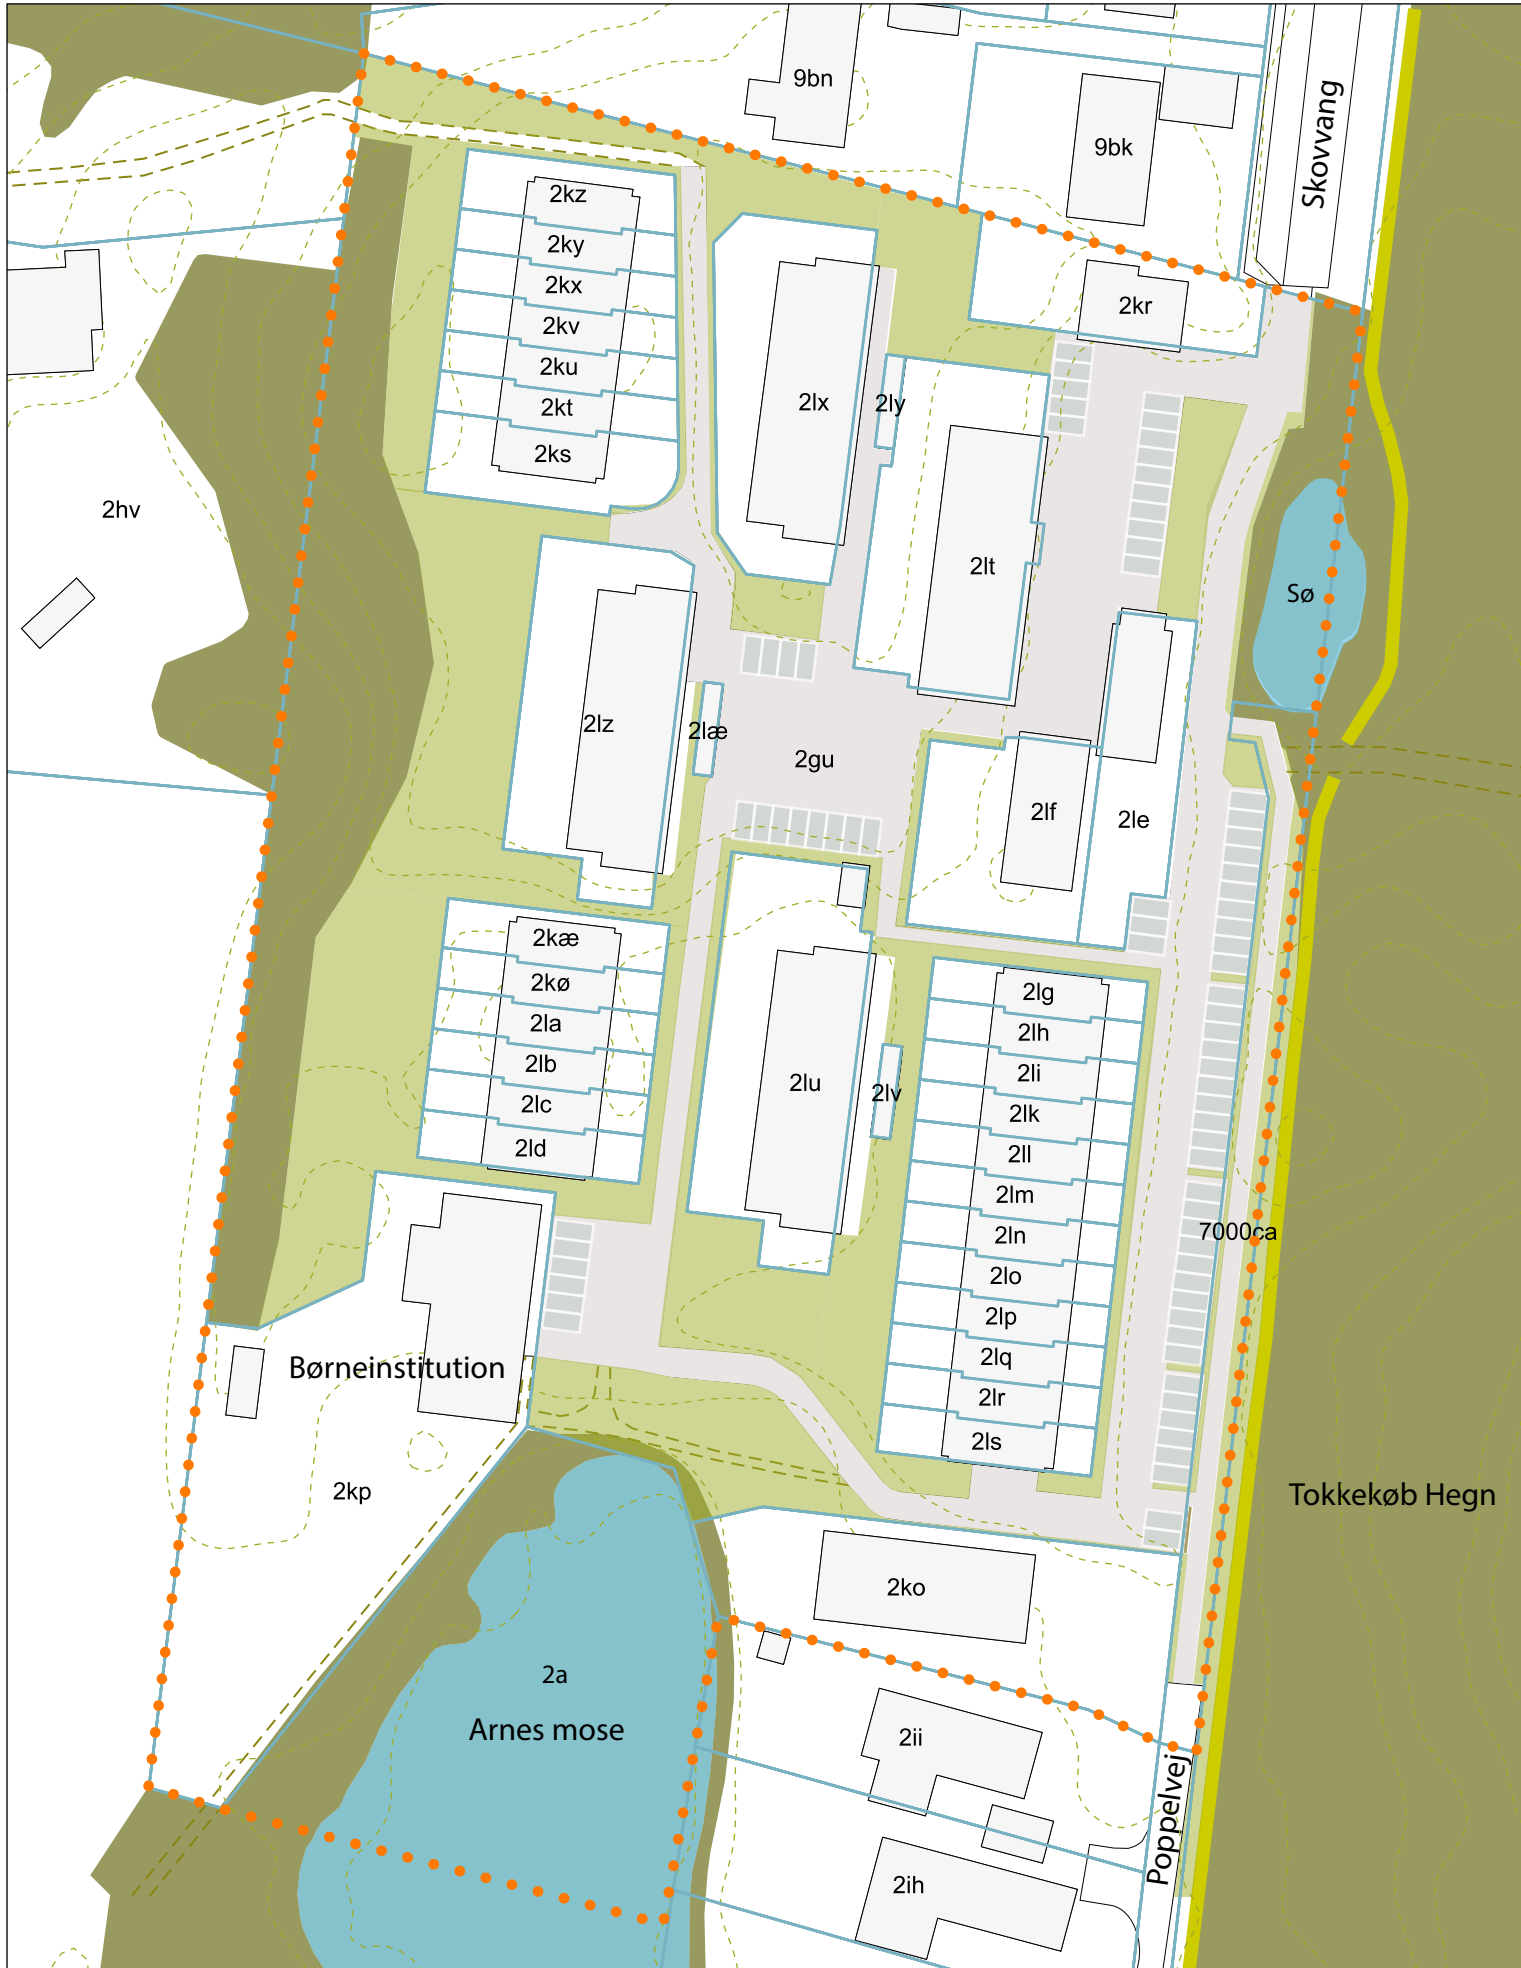 9bn
9bk
Skovvang
2kz
2ky
2kx
2kv
2ku
2kt
2ks
2kr
2lx
2ly
2lt
2hv
Sø
2lz
2læ
2gu
2lf
2le
2kæ
2kø
2la
2lb
2lc
2ld
2lu
2lv
2lg
2lh
2li
2lk
2ll
2lm
2ln
2lo
2lp
2lq
2lr
2ls
7000ca
Børneinstitution
2kp
Tokkekøb Hegn
2ko
2a
Arnes mose
2ii
Poppelvej
2ih